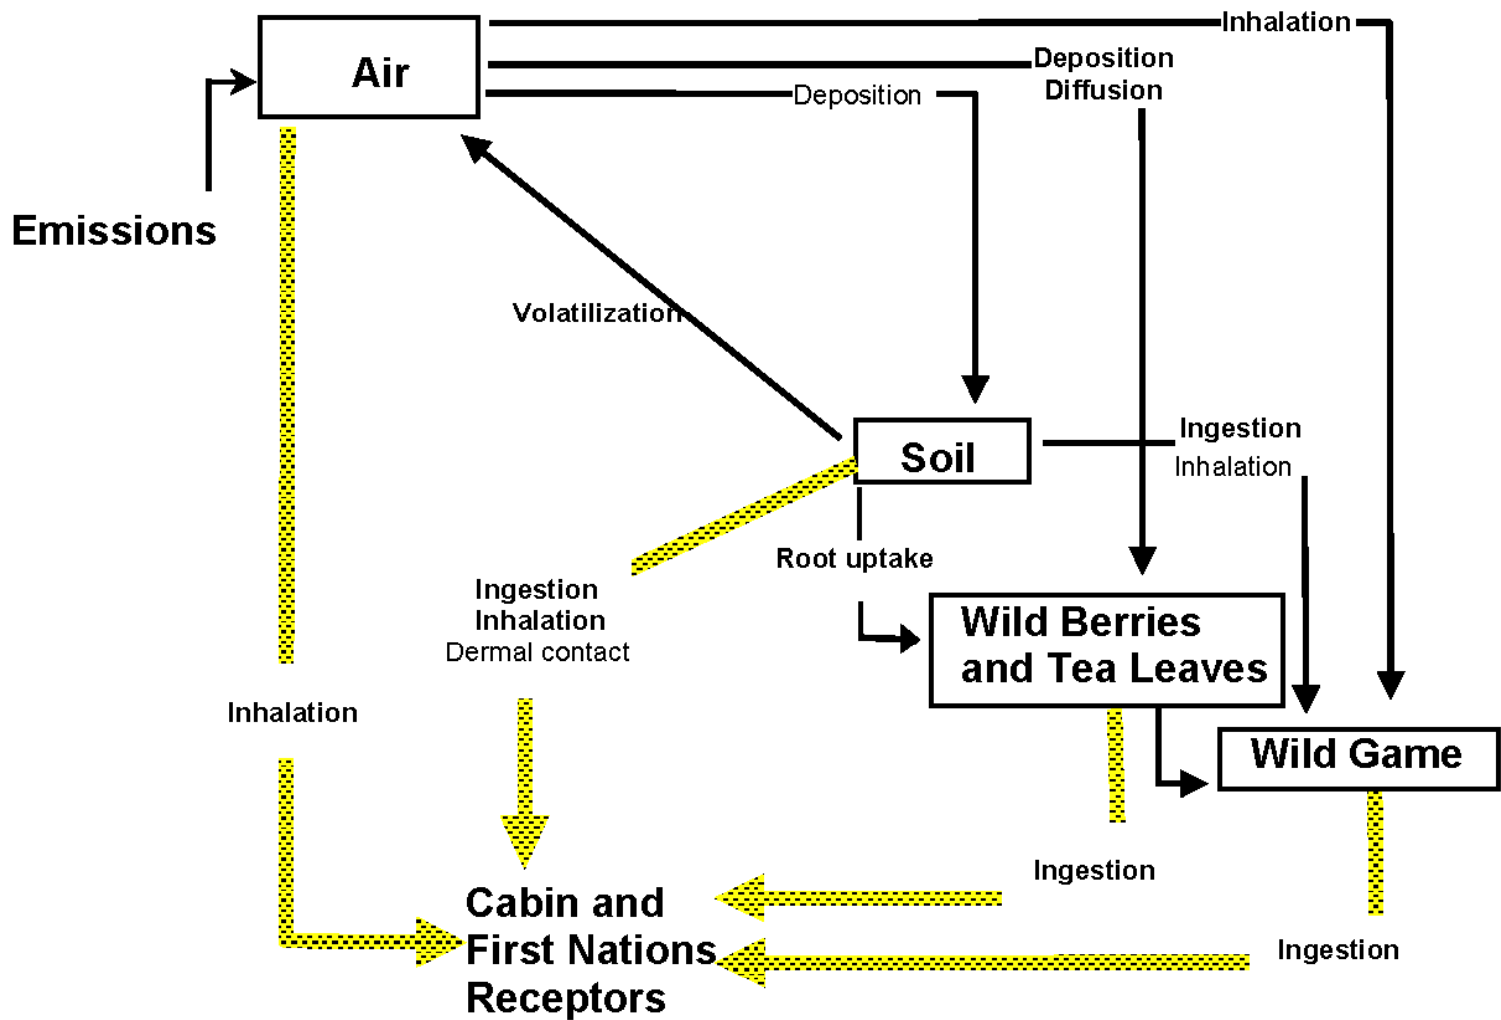 Inhalation
Air
Deposition
Diffusion
Deposition
Emissions
Volatilization
Ingestion
Inhalation
Soil
Root uptake
Ingestion
Inhalation
Dermal contact
Wild Berries
and Tea Leaves
Inhalation
Wild Game
Ingestion
Cabin and
First Nations
Receptors
Ingestion